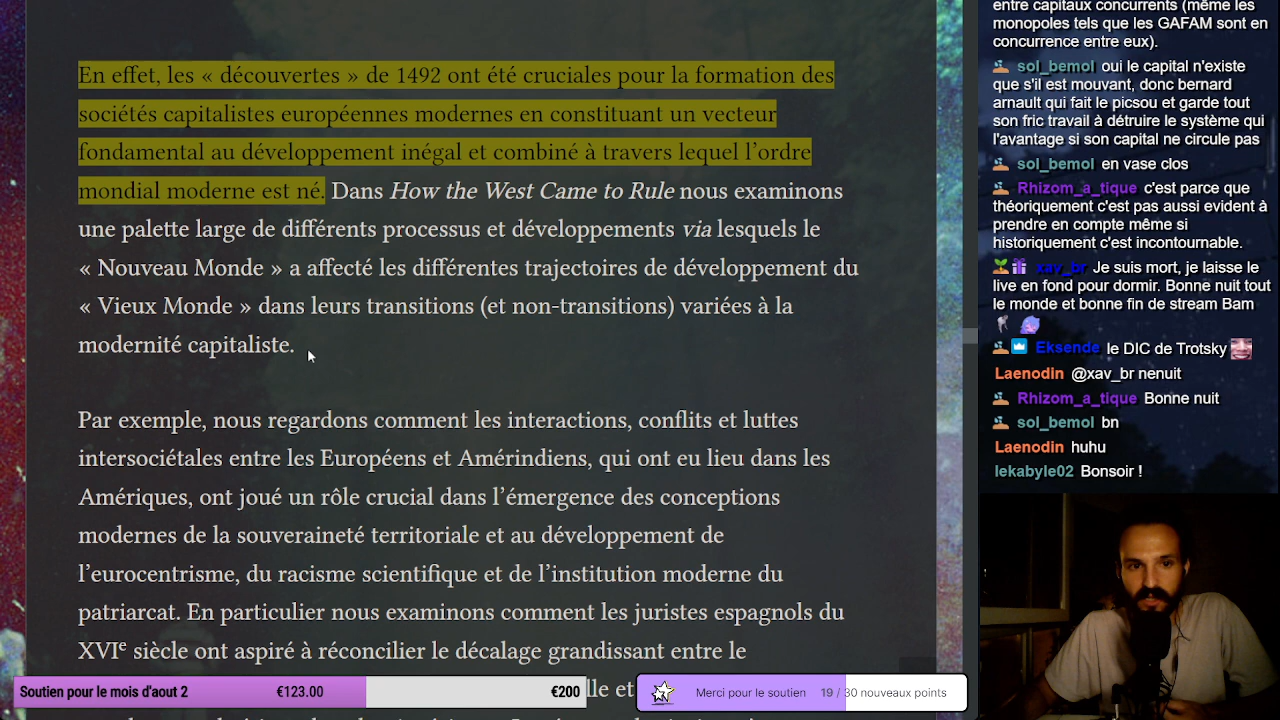 En effet, les « découvertes » de 1492 ont été cruciales pour la formation des
sociétés capitalistes européennes modernes en constituant un vecteur
fondamental au développement inégal et combiné à travers lequel l'ordre
mondial moderne est né. Dans How the West Came to Rule nous examinons
une palette large de différents processus et développements via lesquels le
« Nouveau Monde » a affecté les différentes trajectoires de développement du
« Vieux Monde » dans leurs transitions (et non-transitions) variées à la
modernité capitaliste.
Par exemple, nous regardons comment les interactions, conflits et luttes
intersociétales entre les Européens et Amérindiens, qui ont eu lieu dans les
Amériques, ont joué un rôle crucial dans l'émergence des conceptions
modernes de la souveraineté territoriale et au développement de
l'eurocentrisme, du racisme scientifique et de l'institution moderne du
patriarcat. En particulier nous examinons comment les juristes espagnols du
XVIe siècle ont aspiré à réconcilier le décalage grandissant entre le
lle et
Soutien pour le mois d'aout 2 €123.00 €200
Merci pour le soutien 19 / 30 nouveaux points
entre capitaux concurrents (même les
monopoles tels que les GAFAM sont en
concurrence entre eux).
sol_bemol oui le capital n'existe
que s'il est mouvant, donc bernard
arnault qui fait le picsou et garde tout
son fric travail à détruire le système qui
l'avantage si son capital ne circule pas
sol_bemol en vase clos
Rhizom_a_tique c'est parce que
théoriquement c'est pas aussi evident à
prendre en compte même si
historiquement c'est incontournable.
xav_br Je suis mort, je laisse le
live en fond pour dormir. Bonne nuit tout
le monde et bonne fin de stream Bam
Eksende le DIC de Trotsky
Laenodin @xav_br nenuit
Rhizom_a_tique Bonne nuit
sol_bemol bn
Laenodin huhu
lekabyle02 Bonsoir !